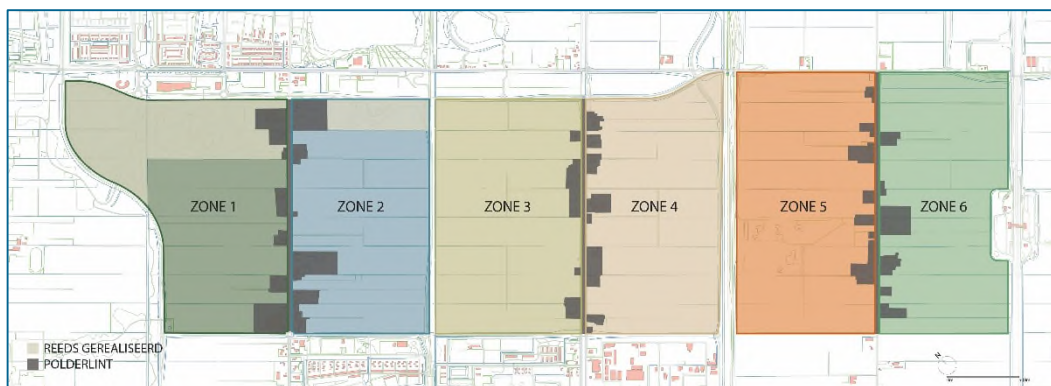 ZONE 1
ZONE 2
ZONE 3
ZONE 4
ZONE 5
ZONE 6
REEDS GEREALISEERD
POLDERLINT
N